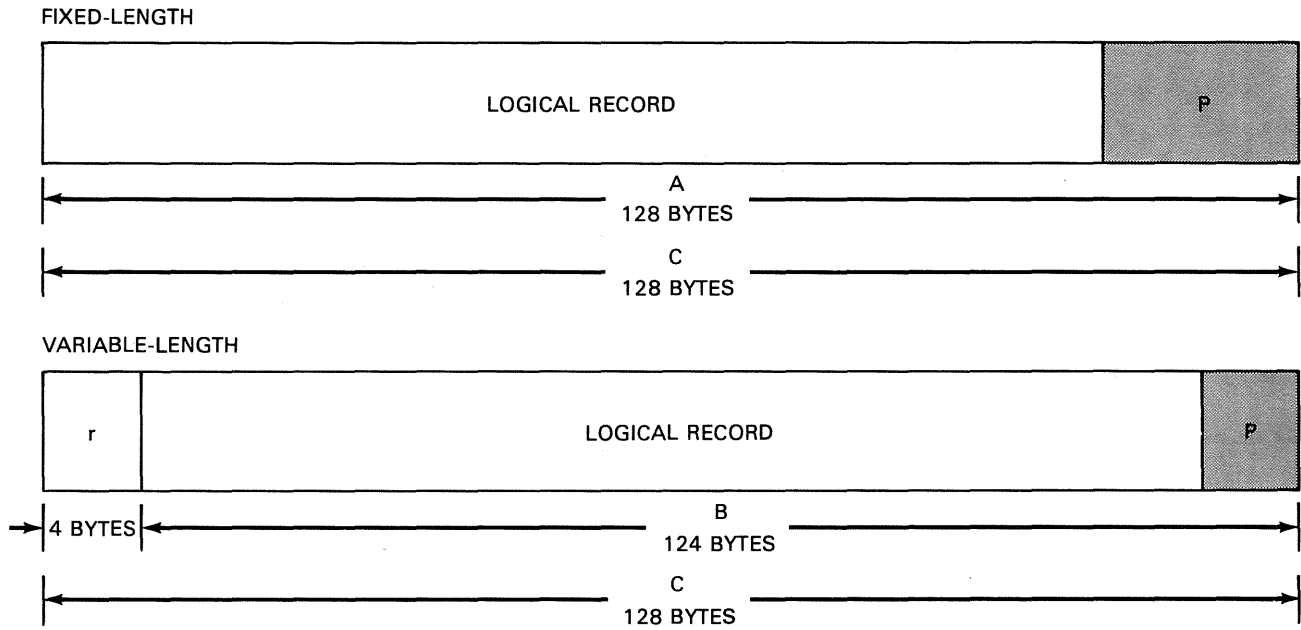 FIXED-LENGTH
LOGICAL RECORD
P
A
128 BYTES
C
128 BYTES
VARIABLE-LENGTH
r
LOGICAL RECORD
P
4 BYTES
B
124 BYTES
C
128 BYTES